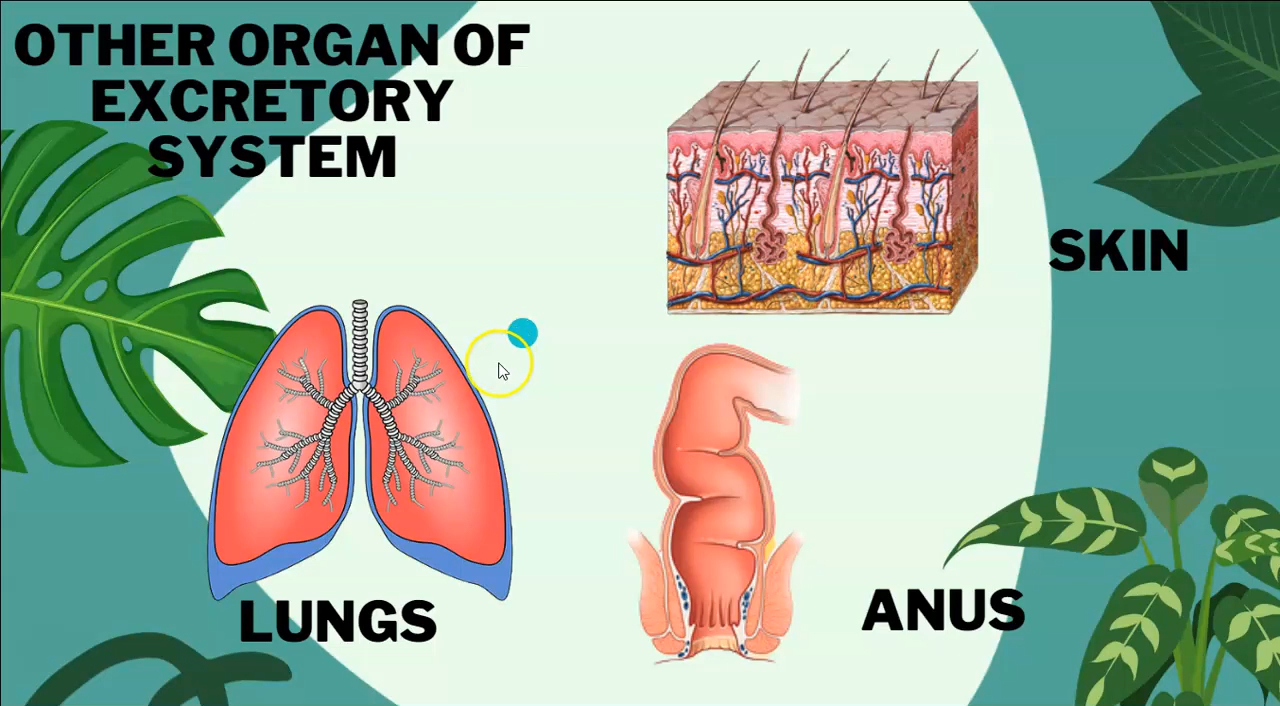 OTHER ORGAN OF
EXCRETORY
SYSTEM
SKIN
LUNGS
ANUS